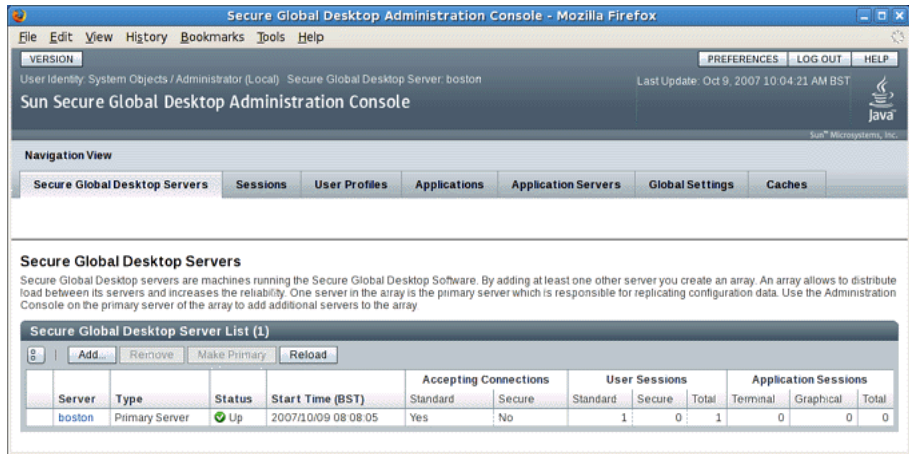 Secure Global Desktop Administration Console - Mozilla Firefox
File Edit View History Bookmarks Tools Help
VERSION PREFERENCES LOG OUT HELP
User Identity: System Objects / Administrator (Local) Secure Global Desktop Server: boston Last Update: Oct 9, 2007 10:04:21 AM BST
Sun Secure Global Desktop Administration Console
Java
Sun™ Microsystems, Inc.
Navigation View
Secure Global Desktop Servers Sessions User Profiles Applications Application Servers Global Settings Caches
Secure Global Desktop Servers
Secure Global Desktop servers are machines running the Secure Global Desktop Software. By adding at least one other server you create an array. An array allows to distribute
load between its servers and increases the reliability. One server in the array is the primary server which is responsible for replicating configuration data. Use the Administration
Console on the primary server of the array to add additional servers to the array
Secure Global Desktop Server List (1)
Add... Remove Make Primary Reload
Accepting Connections User Sessions Application Sessions
Server Type Status Start Time (BST) Standard Secure Standard Secure Total Terminal Graphical Total
boston Primary Server Up 2007/10/09 08:08:05 Yes No 1 0 1 0 0 0